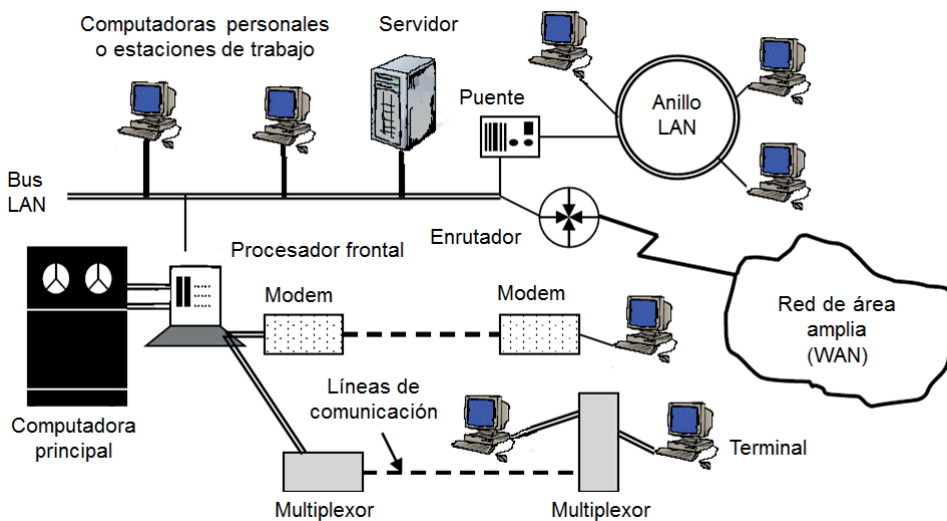 Computadoras personales
o estaciones de trabajo
Servidor
Puente
Anillo
LAN
Bus
LAN
Enrutador
Procesador frontal
Modem
Modem
Red de área
amplia
(WAN)
Líneas de
comunicación
Computadora
principal
Terminal
Multiplexor
Multiplexor